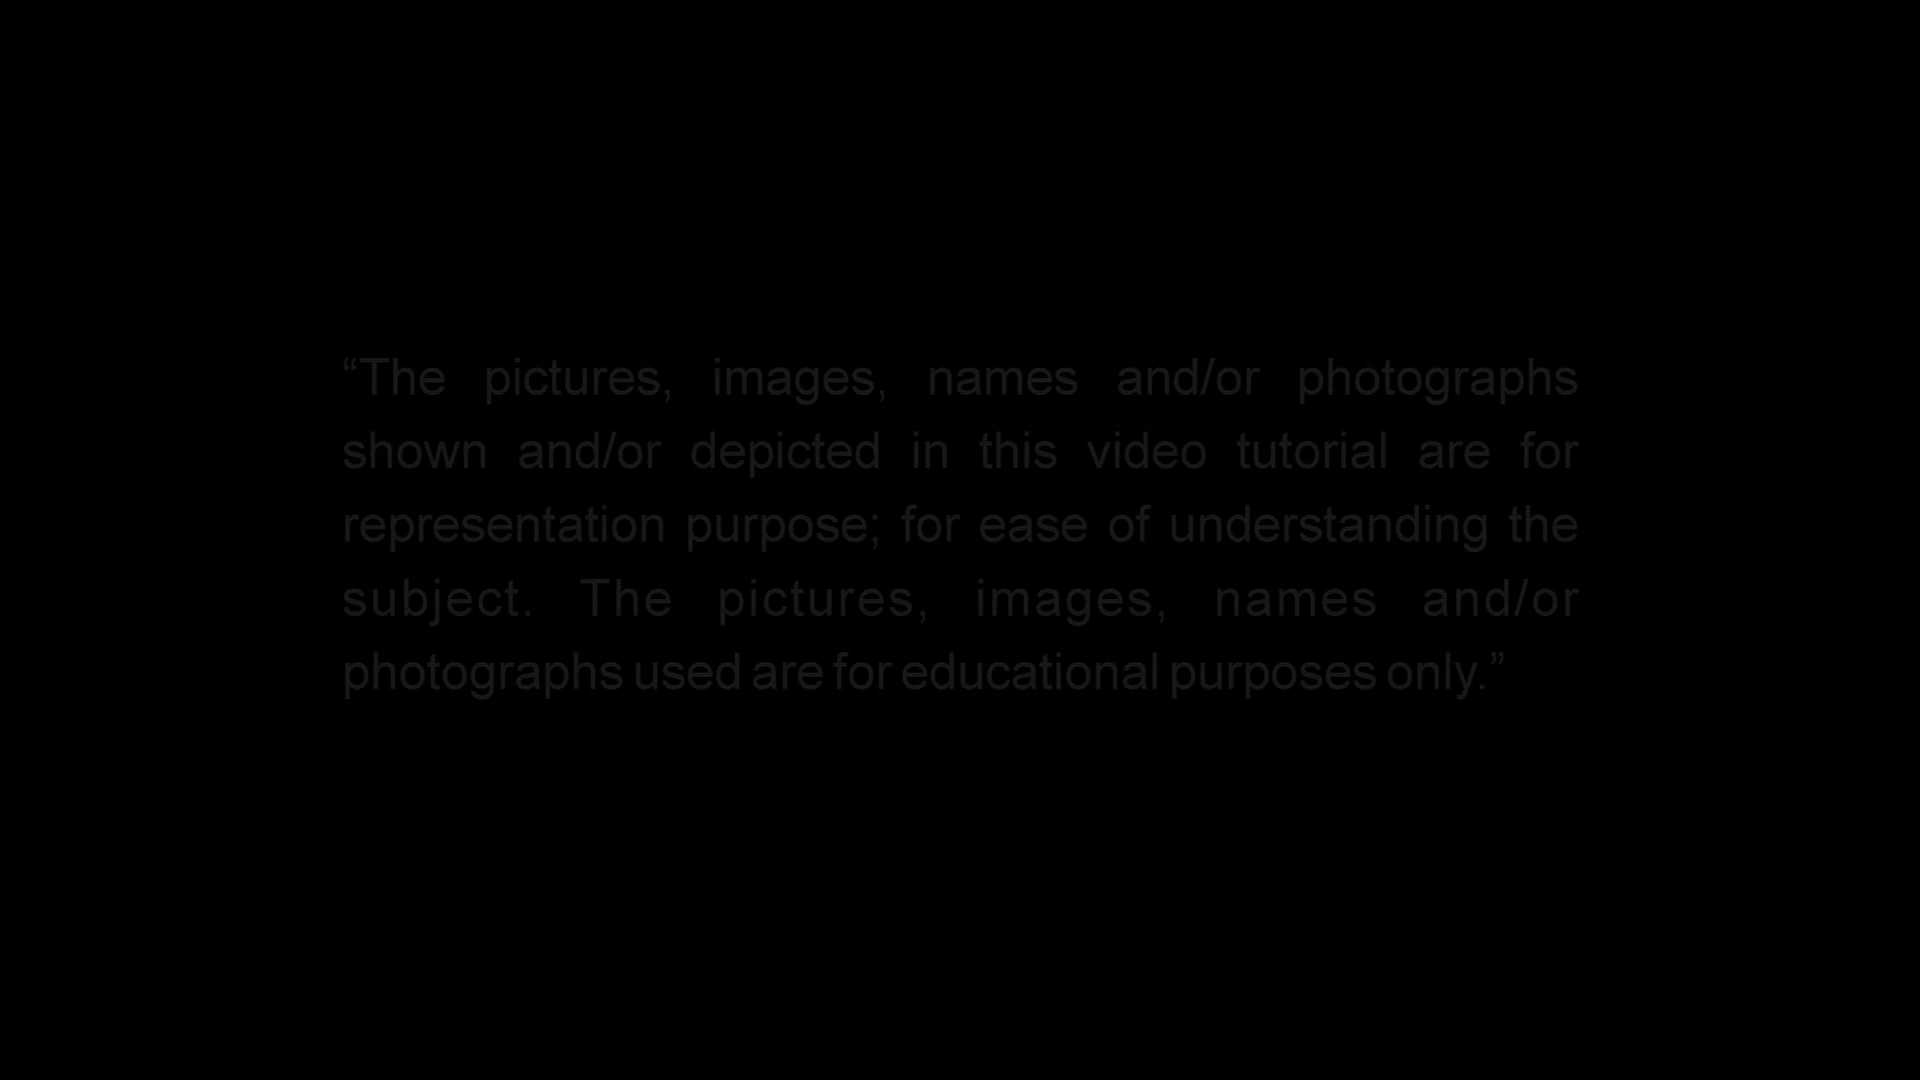 “The pictures, images, names and/or photographs
shown and/or depicted in this video tutorial are for
representation purpose; for ease of understanding the
subject. The pictures, images, names and/or
photographs used are for educational purposes only.”